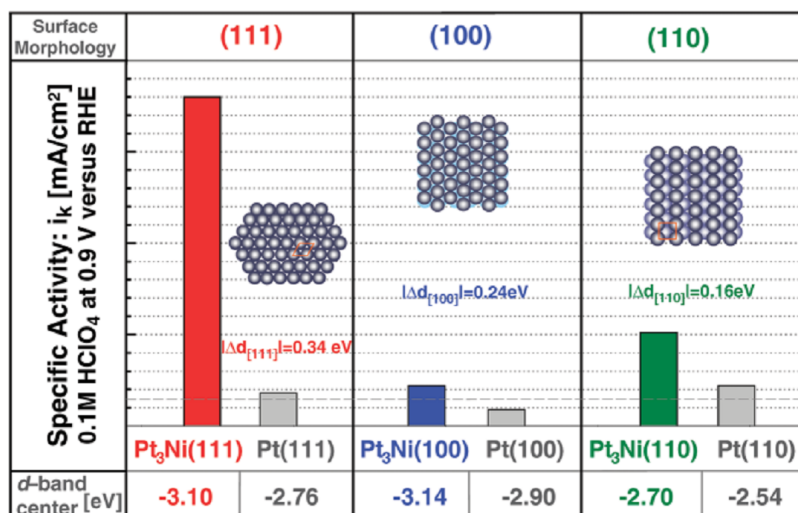 Surface
Morphology
(111)
(100)
(110)
Specific Activity: i_k [mA/cm²]
0.1M HClO₄ at 0.9 V versus RHE
|Δd[111]|=0.34 eV
|Δd[100]|=0.24eV
|Δd[110]|=0.16eV
Pt₃Ni(111) Pt(111) Pt₃Ni(100) Pt(100) Pt₃Ni(110) Pt(110)
d-band
center [eV]
-3.10 -2.76 -3.14 -2.90 -2.70 -2.54